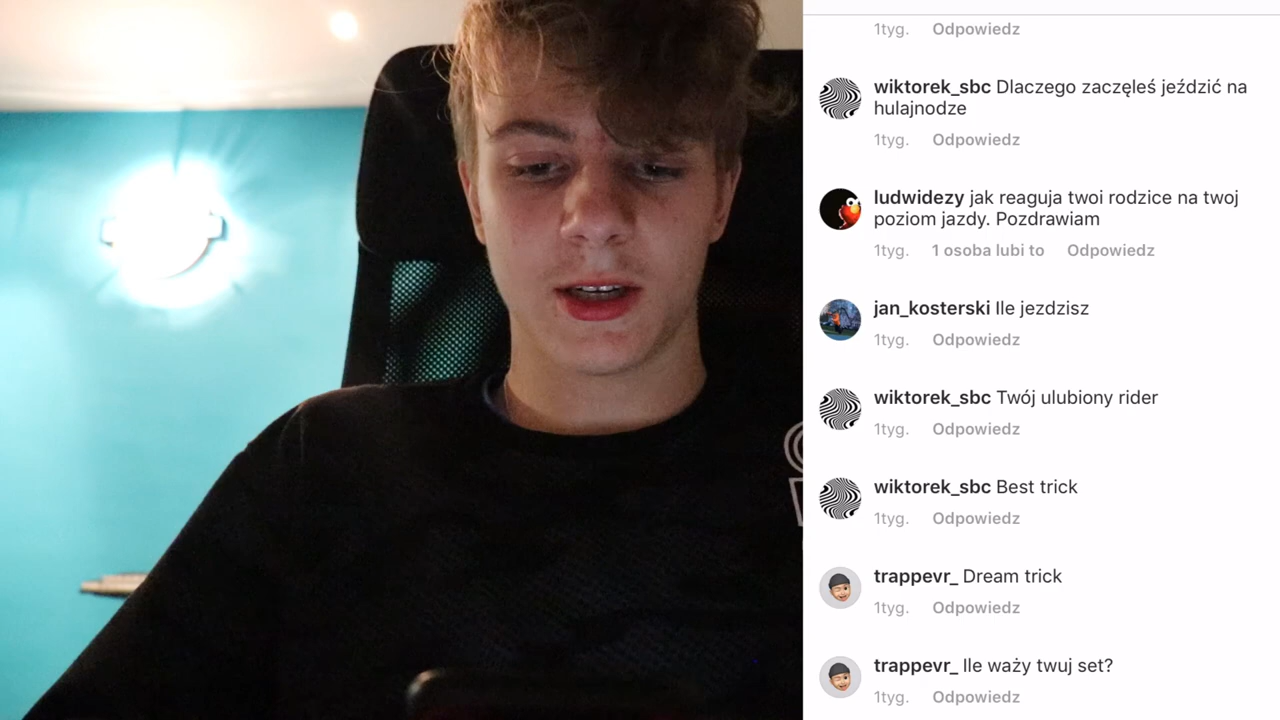 1tyg. Odpowiedz
wiktorek_sbc Dlaczego zaczęleś jeździć na
hulajnodze
1tyg. Odpowiedz
ludwidezy jak reaguja twoi rodzice na twoj
poziom jazdy. Pozdrawiam
1tyg. 1 osoba lubi to Odpowiedz
jan_kosterski Ile jezdzisz
1tyg. Odpowiedz
wiktorek_sbc Twój ulubiony rider
1tyg. Odpowiedz
wiktorek_sbc Best trick
1tyg. Odpowiedz
trappevr_ Dream trick
1tyg. Odpowiedz
trappevr_ Ile waży twuj set?
1tyg. Odpowiedz